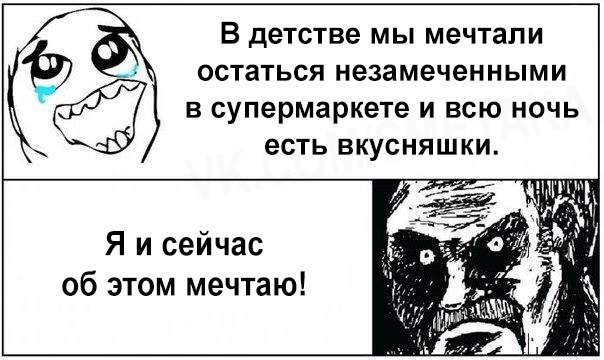 В детстве мы мечтали
остаться незамеченными
в супермаркете и всю ночь
есть вкусняшки.
Я и сейчас
об этом мечтаю!